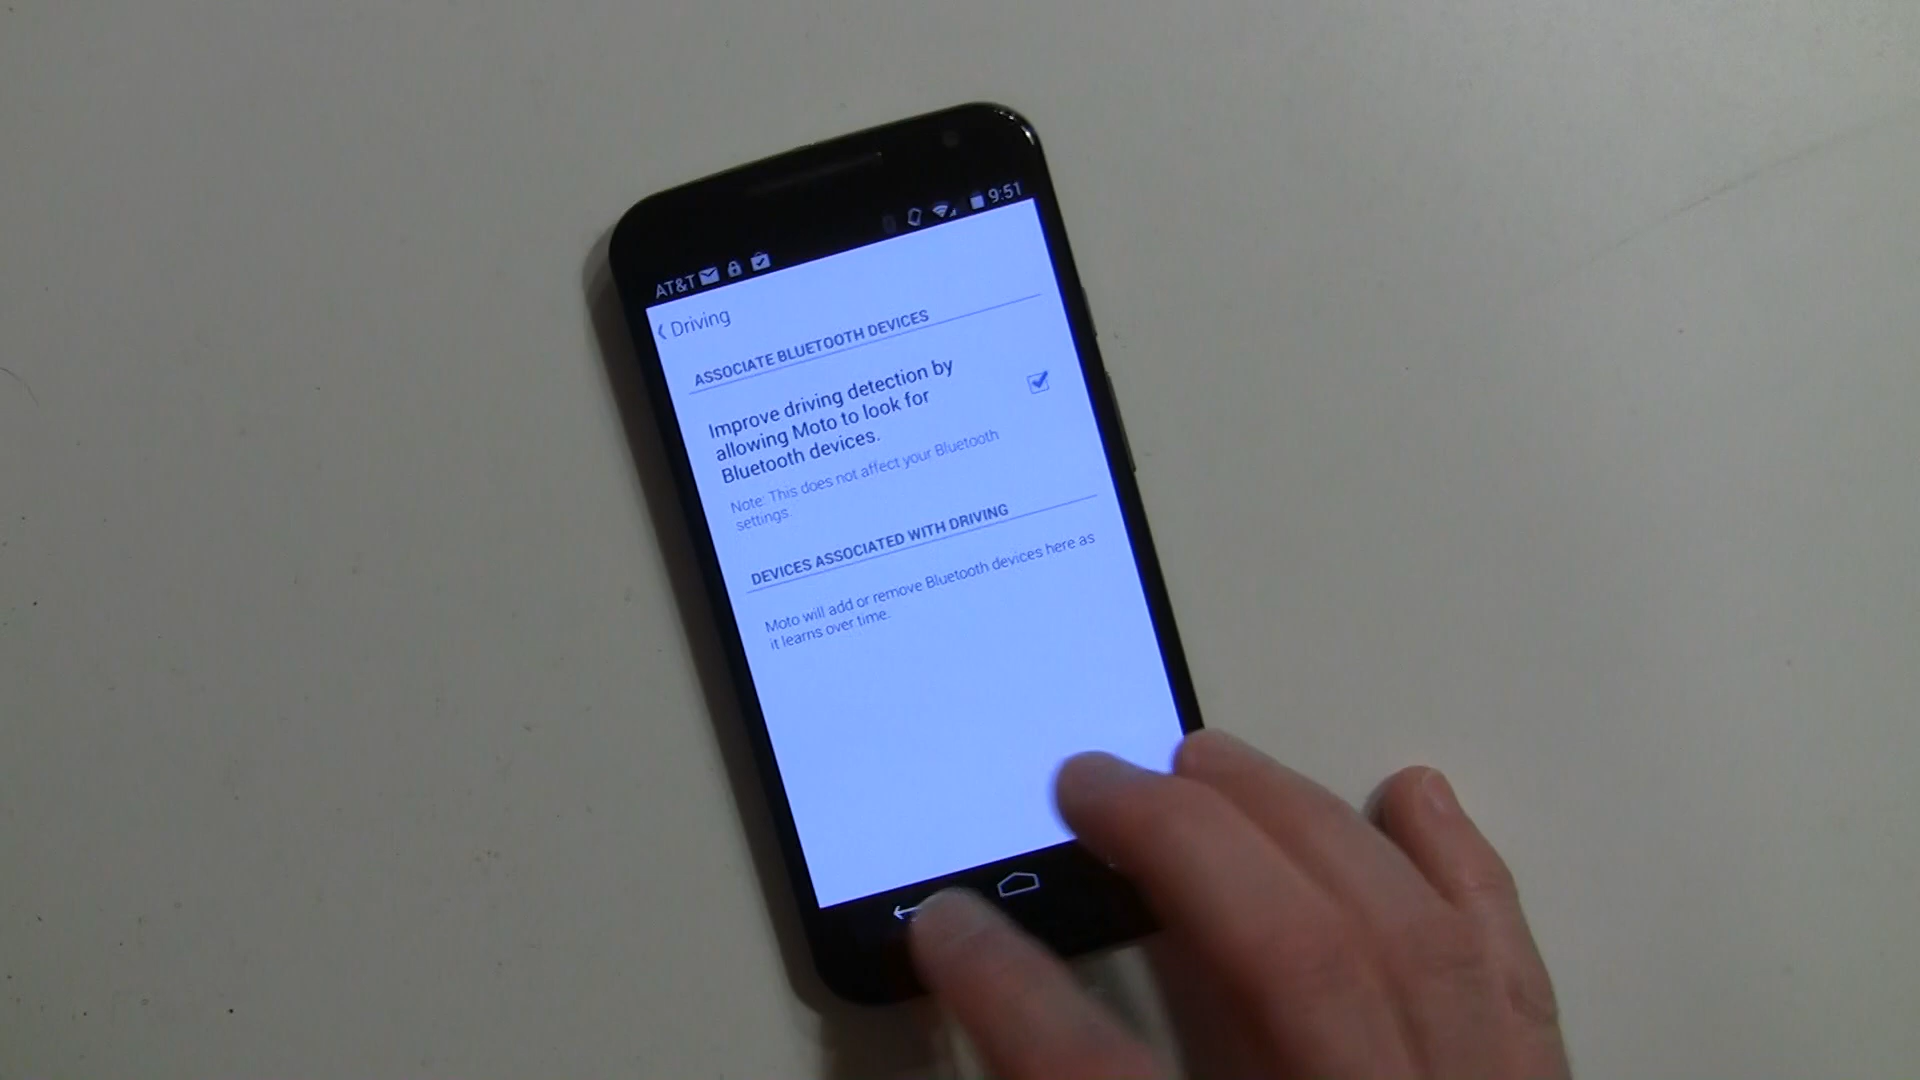 AT&T 9:51
Driving
ASSOCIATE BLUETOOTH DEVICES
Improve driving detection by
allowing Moto to look for
Bluetooth devices.
Note: This does not affect your Bluetooth
settings.
DEVICES ASSOCIATED WITH DRIVING
Moto will add or remove Bluetooth devices here as
it learns over time.